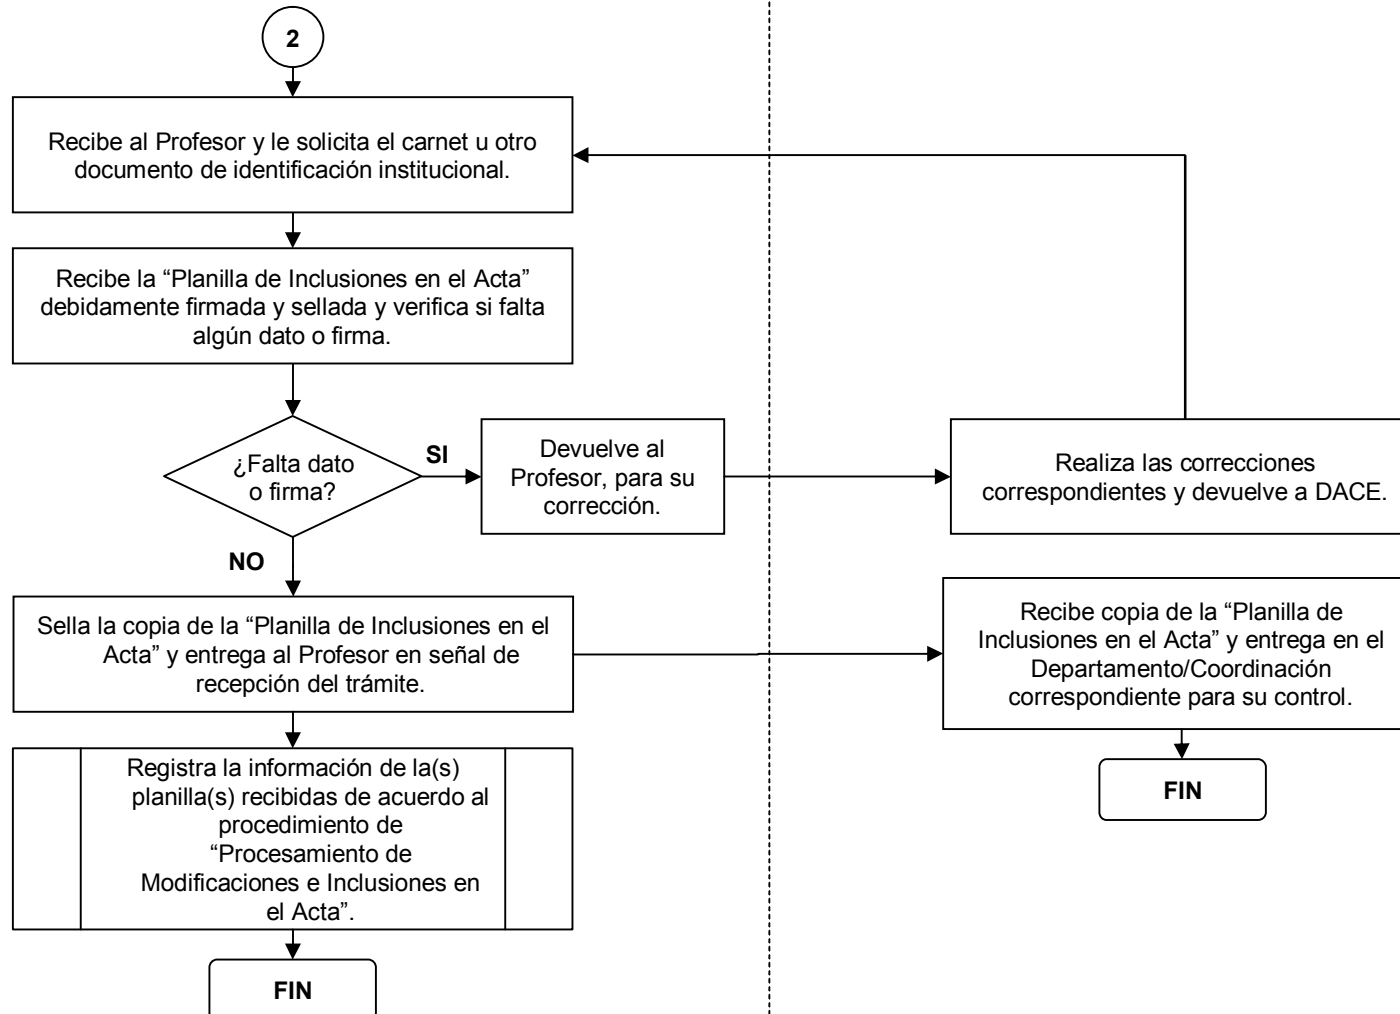 2
Recibe al Profesor y le solicita el carnet u otro
documento de identificación institucional.
Recibe la “Planilla de Inclusiones en el Acta”
debidamente firmada y sellada y verifica si falta
algún dato o firma.
¿Falta dato
o firma?
SI
Devuelve al
Profesor, para su
corrección.
Realiza las correcciones
correspondientes y devuelve a DACE.
NO
Sella la copia de la “Planilla de Inclusiones en el
Acta” y entrega al Profesor en señal de
recepción del trámite.
Recibe copia de la “Planilla de
Inclusiones en el Acta” y entrega en el
Departamento/Coordinación
correspondiente para su control.
FIN
Registra la información de la(s)
planilla(s) recibidas de acuerdo al
procedimiento de
“Procesamiento de
Modificaciones e Inclusiones en
el Acta”.
FIN